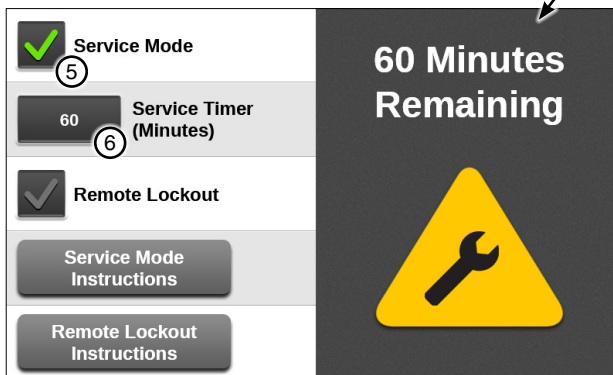 Service Mode
5
60
Service Timer
(Minutes)
6
Remote Lockout
Service Mode
Instructions
Remote Lockout
Instructions
60 Minutes
Remaining